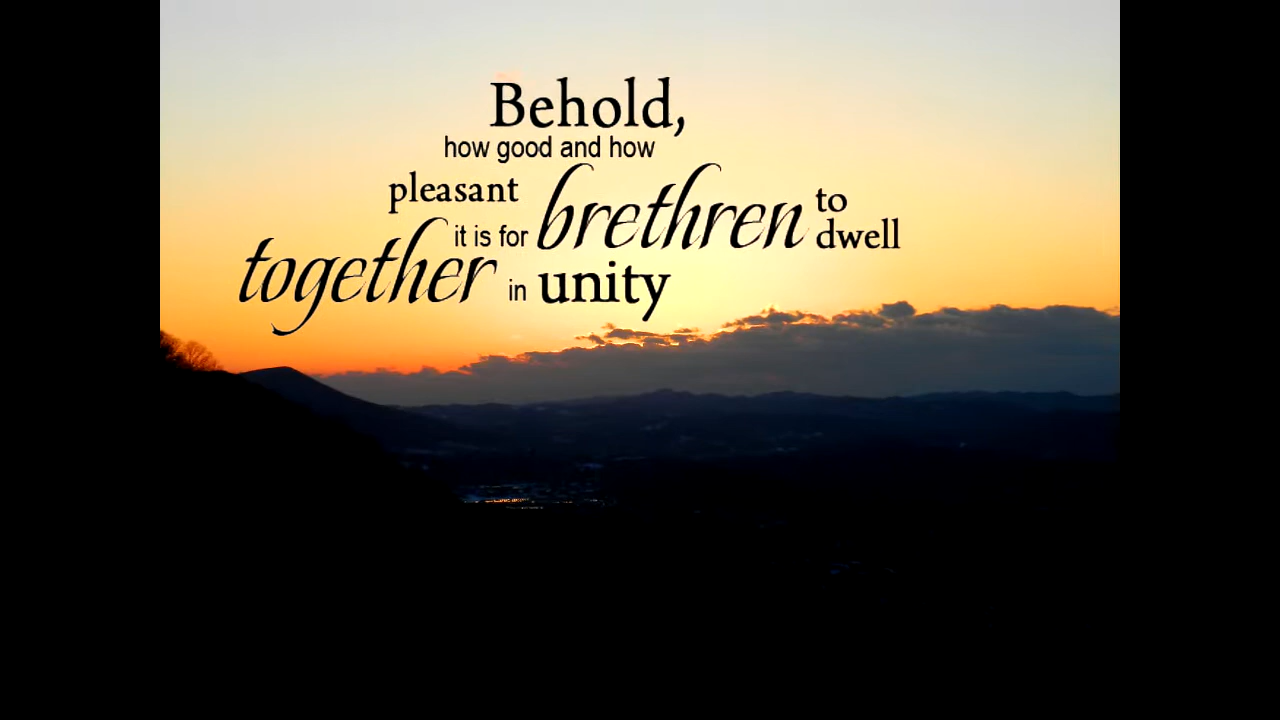 Behold,
how good and how
pleasant
it is for brethren to
dwell
together in unity